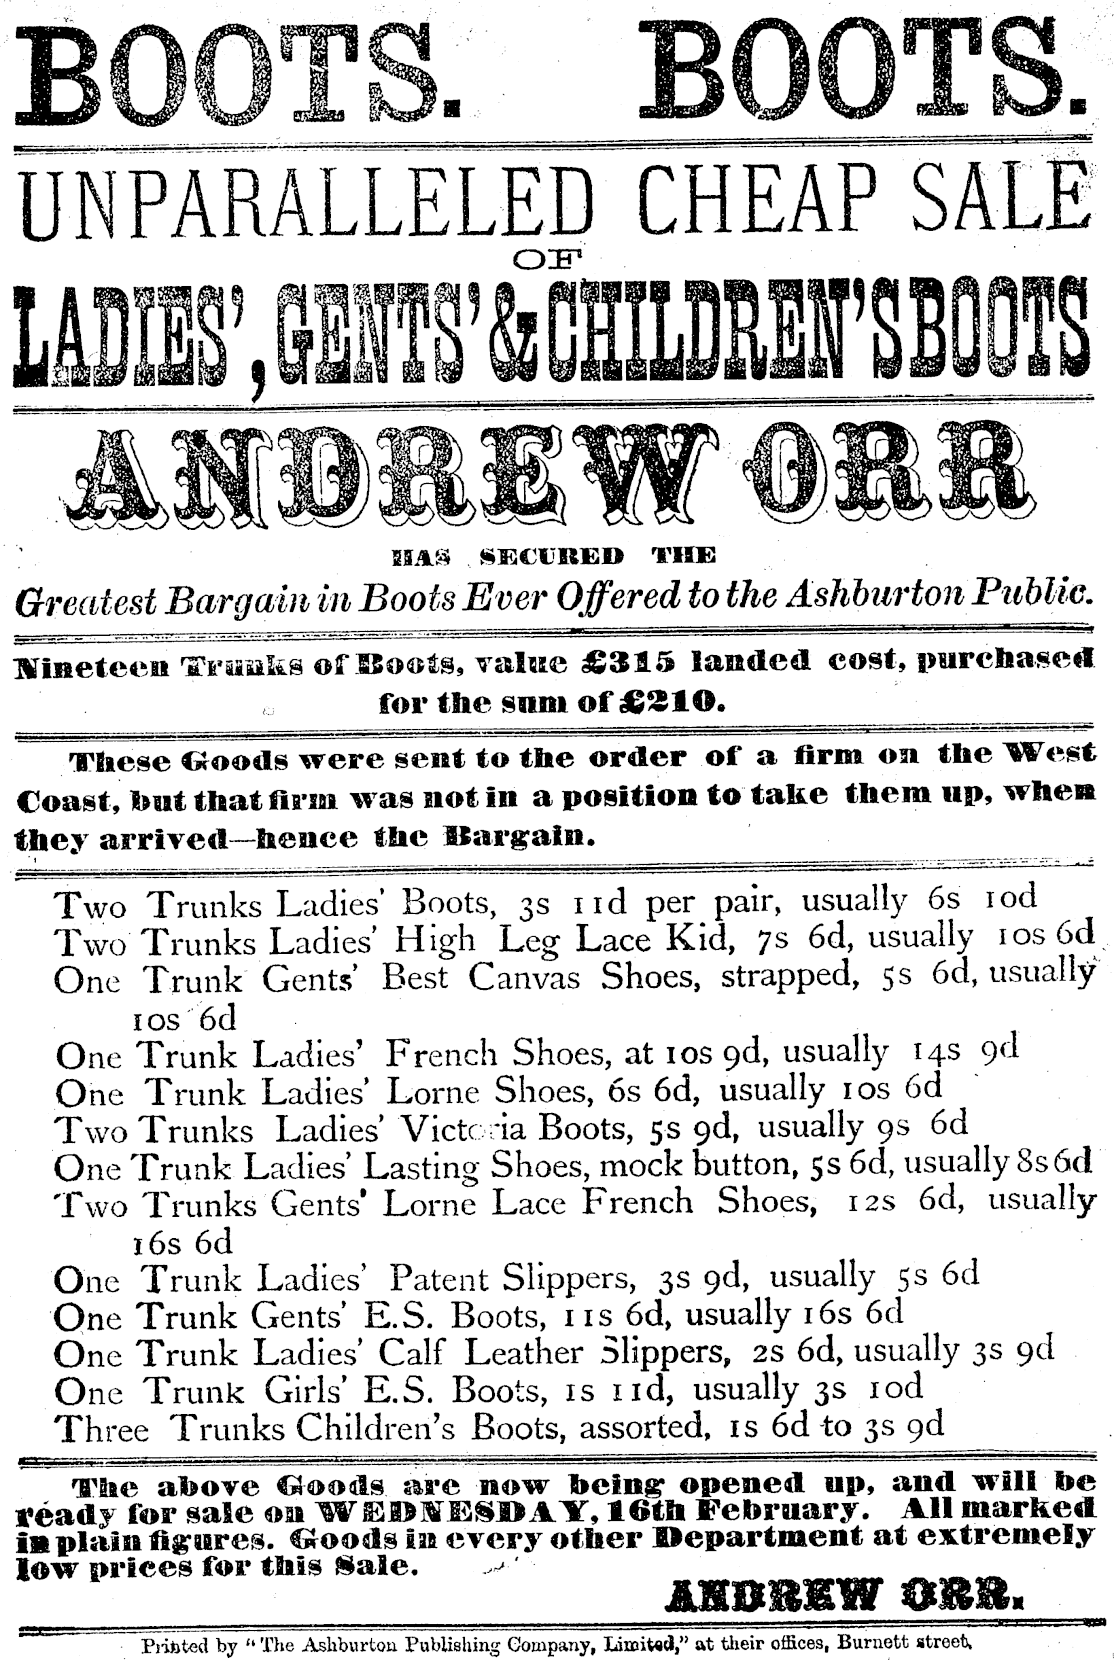 BOOTS. BOOTS.
UNPARALLELED CHEAP SALE
OF
LADIES', GENTS' & CHILDREN'S BOOTS
ANDREW ORR
HAS SECURED THE
Greatest Bargain in Boots Ever Offered to the Ashburton Public.
Nineteen Trunks of Boots, value £315 landed cost, purchased
for the sum of £210.
These Goods were sent to the order of a firm on the West
Coast, but that firm was not in a position to take them up, when
they arrived—hence the Bargain.
Two Trunks Ladies' Boots, 3s 11d per pair, usually 6s 10d
Two Trunks Ladies' High Leg Lace Kid, 7s 6d, usually 10s 6d
One Trunk Gents' Best Canvas Shoes, strapped, 5s 6d, usually
10s 6d
One Trunk Ladies' French Shoes, at 10s 9d, usually 14s 9d
One Trunk Ladies' Lorne Shoes, 6s 6d, usually 10s 6d
Two Trunks Ladies' Victoria Boots, 5s 9d, usually 9s 6d
One Trunk Ladies' Lasting Shoes, mock button, 5s 6d, usually 8s 6d
Two Trunks Gents' Lorne Lace French Shoes, 12s 6d, usually
16s 6d
One Trunk Ladies' Patent Slippers, 3s 9d, usually 5s 6d
One Trunk Gents' E.S. Boots, 11s 6d, usually 16s 6d
One Trunk Ladies' Calf Leather Slippers, 2s 6d, usually 3s 9d
One Trunk Girls' E.S. Boots, 1s 11d, usually 3s 10d
Three Trunks Children's Boots, assorted, 1s 6d to 3s 9d
The above Goods are now being opened up, and will be
ready for sale on WEDNESDAY, 16th February. All marked
in plain figures. Goods in every other Department at extremely
low prices for this Sale.
ANDREW ORR.
Printed by "The Ashburton Publishing Company, Limited," at their offices, Burnett street,